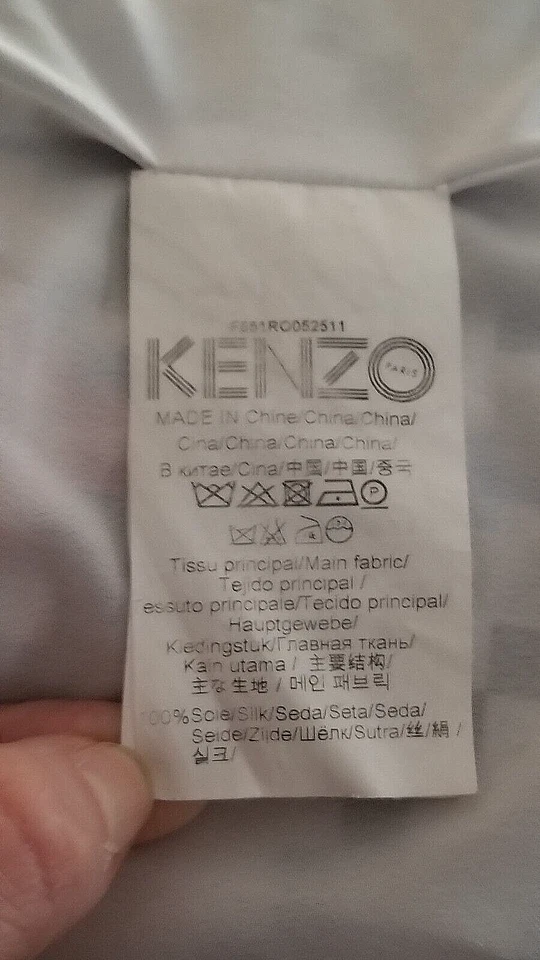 F551RO052511
KENZO
PARIS
MADE IN Chine/China/China/
Cina/China/China/China/
В китае/Cina/中国/中国/중국
P
Tissu principal/Main fabric/
Tejido principal /
essuto principale/Tecido principal/
Hauptgewebe/
Kledingstuk/Главная ткань/
Kain utama / 主要结构/
主な生地 / 메인 패브릭
00%Soie/Silk/Seda/Seta/Seda/
Seide/Zijde/Шёлк/Sutra/丝/絹 /
실크/